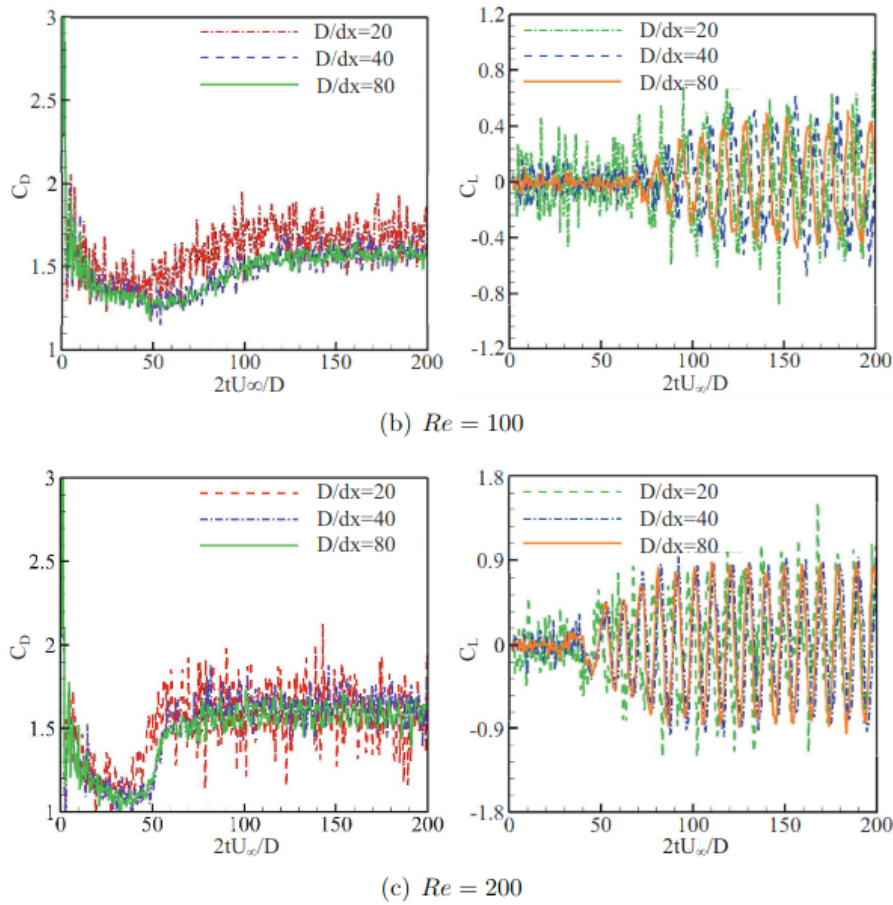 3
2.5
2
1.5
1
C_D
D/dx=20
D/dx=40
D/dx=80
0 50 100 150 200
2tU∞/D
1.2
0.8
0.4
0
-0.4
-0.8
-1.2
C_L
D/dx=20
D/dx=40
D/dx=80
0 50 100 150 200
2tU∞/D
(b) Re = 100
3
2.5
2
1.5
1
C_D
D/dx=20
D/dx=40
D/dx=80
0 50 100 150 200
2tU∞/D
1.8
0.9
0
-0.9
-1.8
C_L
D/dx=20
D/dx=40
D/dx=80
0 50 100 150 200
2tU∞/D
(c) Re = 200